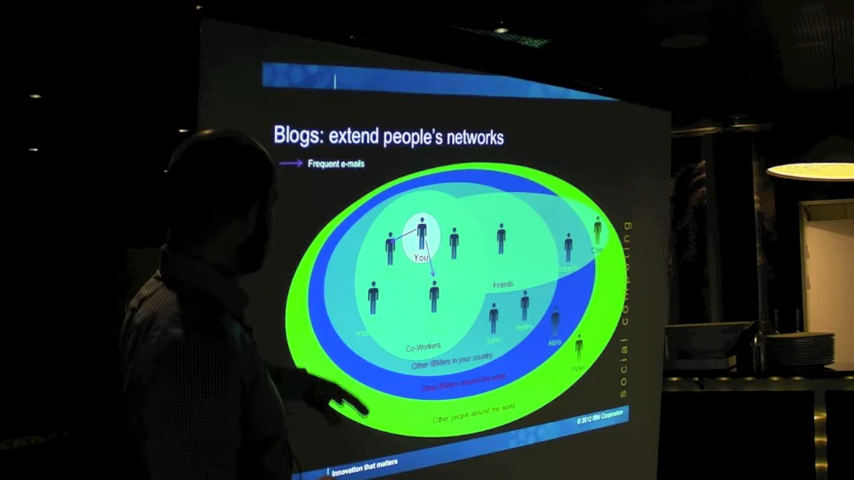 Blogs: extend people's networks
Frequent e-mails
You
Friends
Co-Workers
Other IBMers in your country
Other IBMers around the world
Other people around the world
social computing
© 2012 IBM Corporation
Innovation that matters